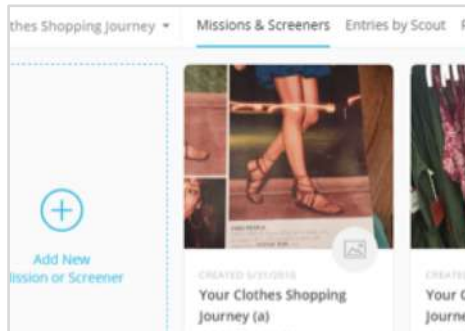 thes Shopping Journey Missions & Screeners Entries by Scout
Add New
ission or Screener
CREATED 5/31/2016
Your Clothes Shopping
Journey (a)
CREATE
Your C
Journe